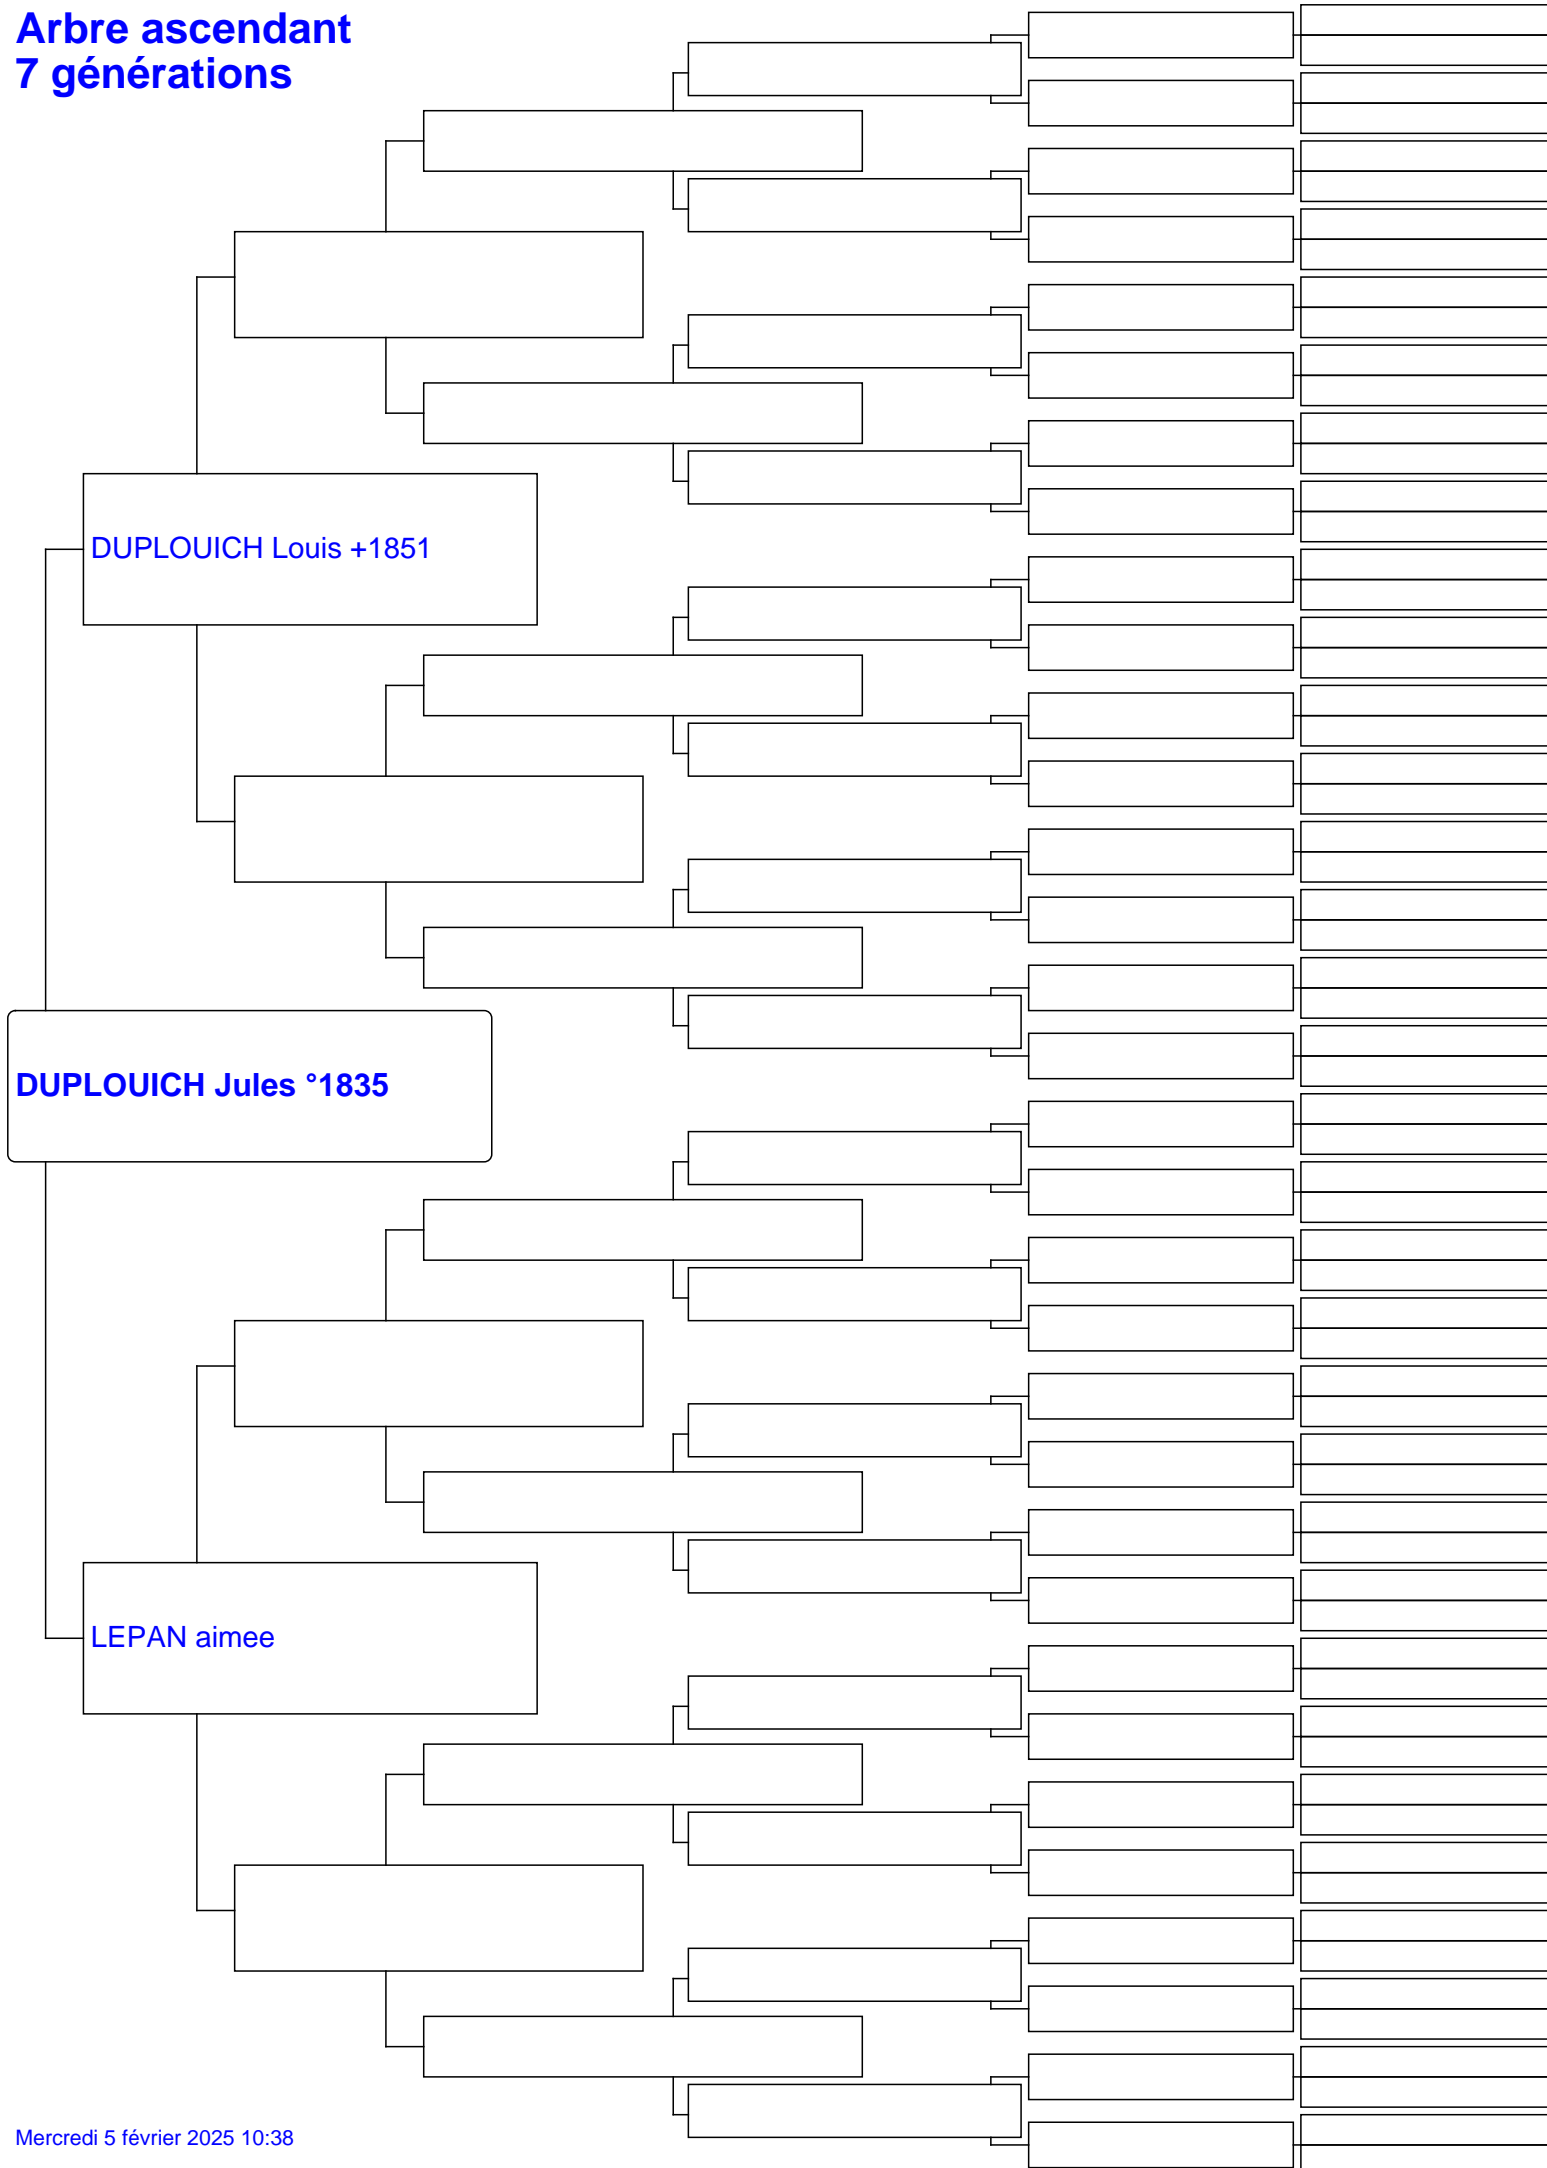 Arbre ascendant
7 générations
DUPLOUICH Louis +1851
DUPLOUICH Jules °1835
LEPAN aimee
Mercredi 5 février 2025 10:38